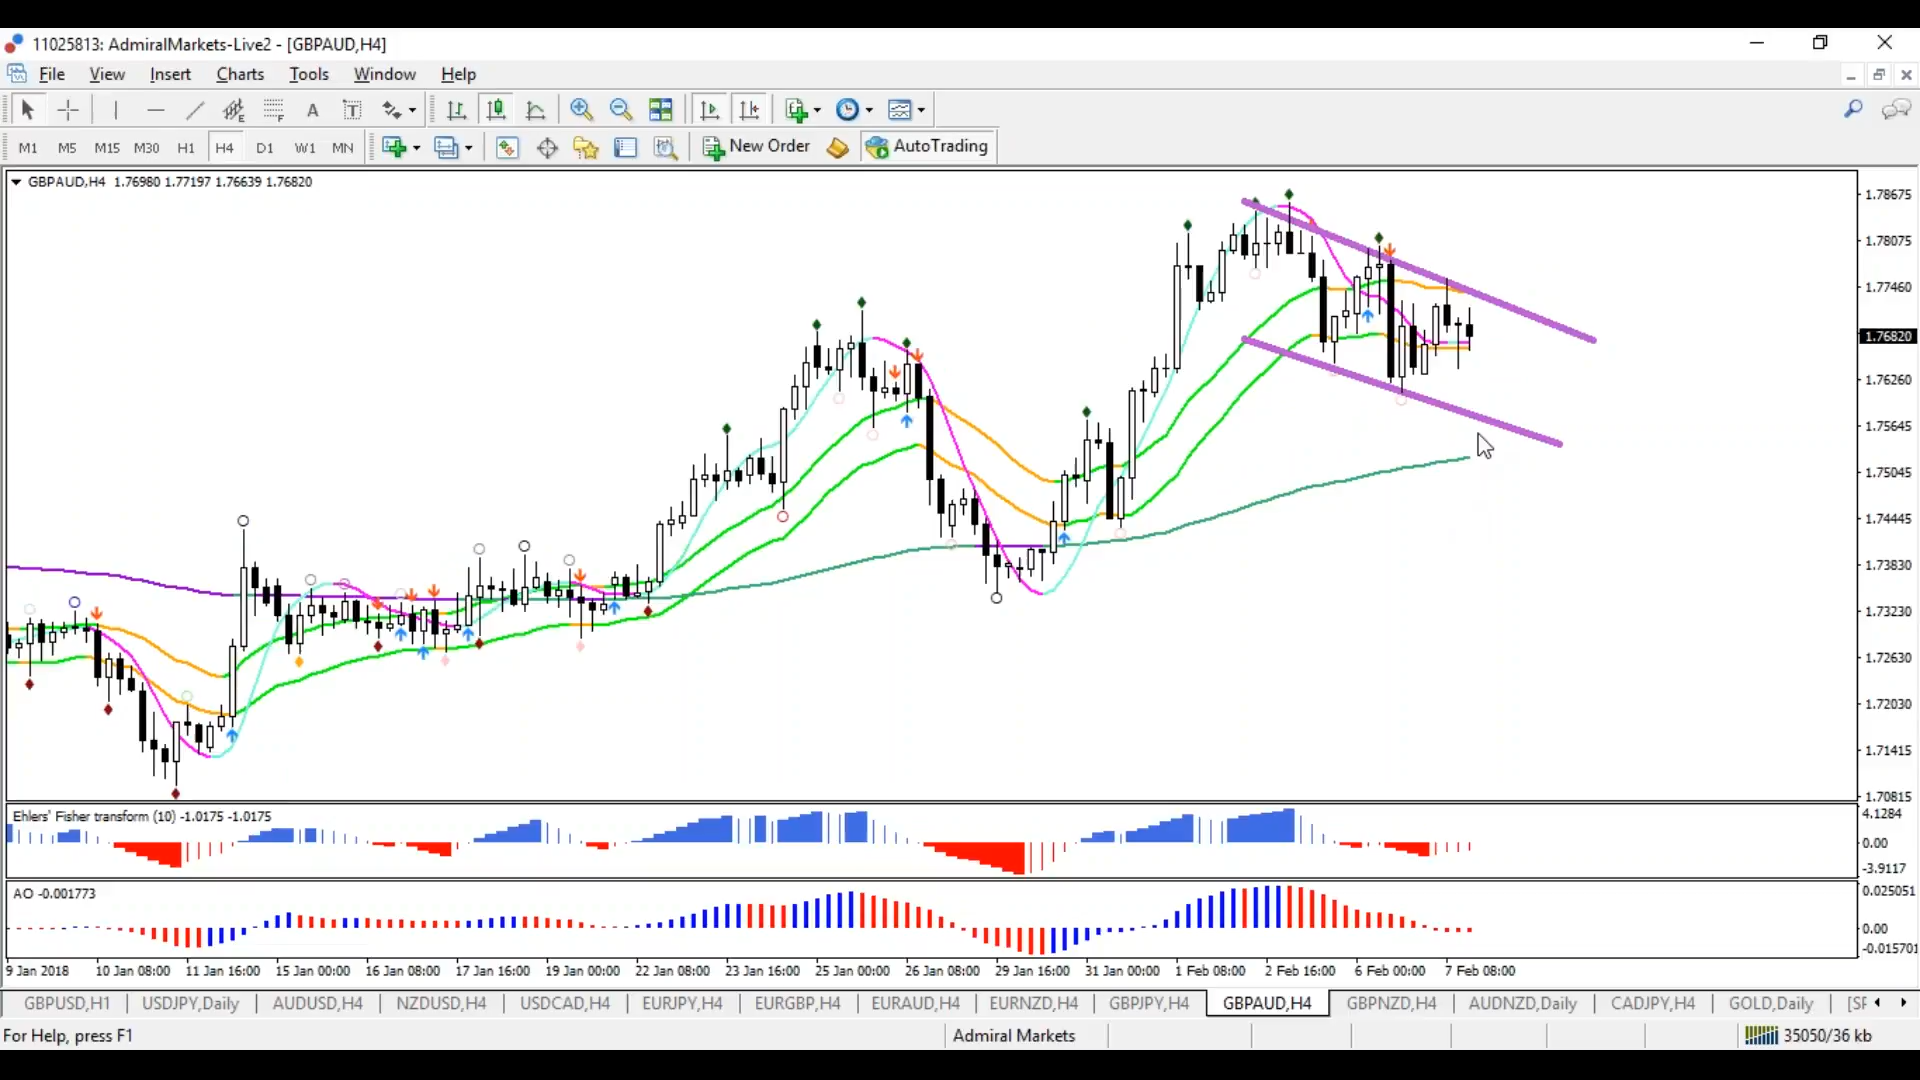 11025813: AdmiralMarkets-Live2 - [GBPAUD,H4]
File View Insert Charts Tools Window Help
A T
M1 M5 M15 M30 H1 H4 D1 W1 MN New Order AutoTrading
GBPAUD,H4 1.76980 1.77197 1.76639 1.76820
1.78675
1.78075
1.77460
1.76820
1.76260
1.75645
1.75045
1.74445
1.73830
1.73230
1.72630
1.72030
1.71415
1.70815
Ehlers' Fisher transform (10) -1.0175 -1.0175
4.1284
0.00
-3.9117
AO -0.001773
0.025051
0.00
-0.015701
9 Jan 2018 10 Jan 08:00 11 Jan 16:00 15 Jan 00:00 16 Jan 08:00 17 Jan 16:00 19 Jan 00:00 22 Jan 08:00 23 Jan 16:00 25 Jan 00:00 26 Jan 08:00 29 Jan 16:00 31 Jan 00:00 1 Feb 08:00 2 Feb 16:00 6 Feb 00:00 7 Feb 08:00
GBPUSD,H1 USDJPY,Daily AUDUSD,H4 NZDUSD,H4 USDCAD,H4 EURJPY,H4 EURGBP,H4 EURAUD,H4 EURNZD,H4 GBPJPY,H4 GBPAUD,H4 GBPNZD,H4 AUDNZD,Daily CADJPY,H4 GOLD,Daily
For Help, press F1 Admiral Markets 35050/36 kb